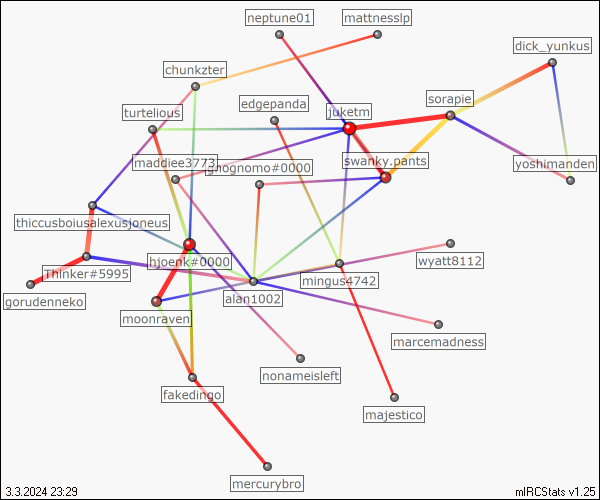 neptune01
mattnesslp
dick_yunkus
chunkzter
edgepanda
sorapie
turtelious
juketm
maddiee3773
gnognomo#0000
swanky.pants
yoshimanden
thiccusboiusalexusjoneus
Thinker#5995
hjoenk#0000
wyatt8112
gorudenneko
alan1002
mingus4742
moonraven
marcemadness
nonameisleft
fakedingo
majestico
mercurybro
3.3.2024 23:29
mIRCStats v1.25